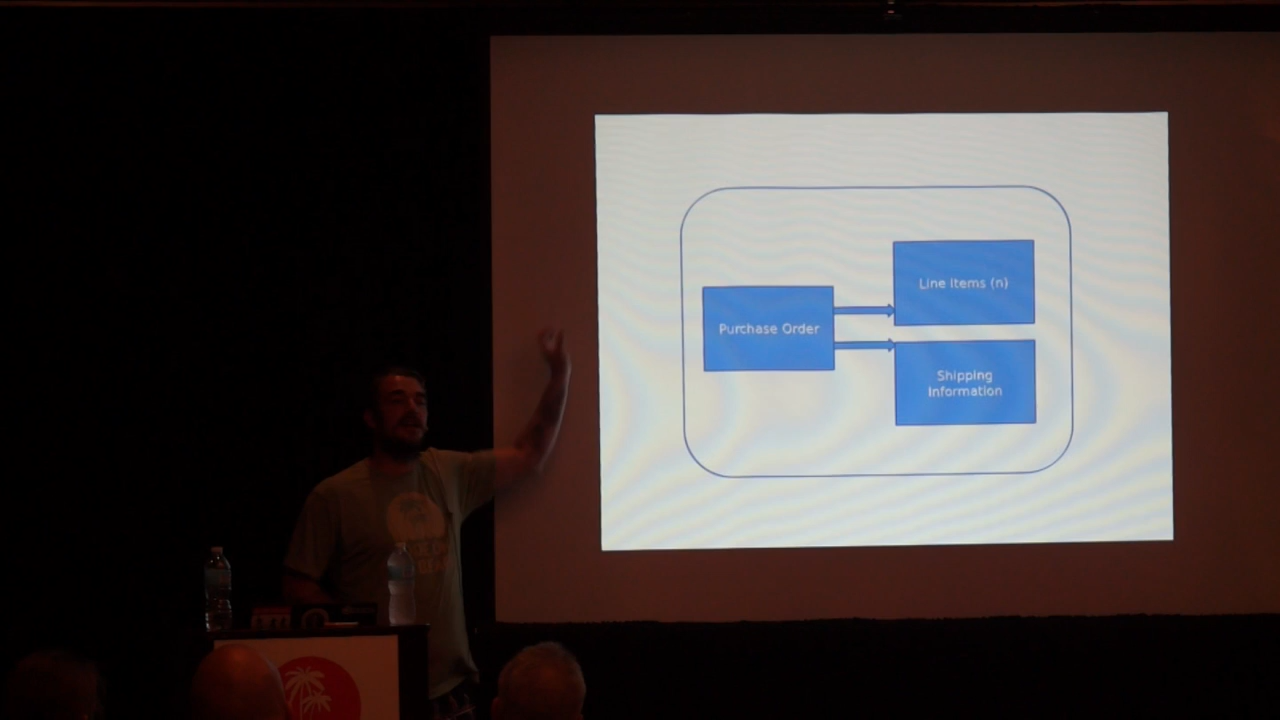 Line Items (n)
Purchase Order
Shipping
Information